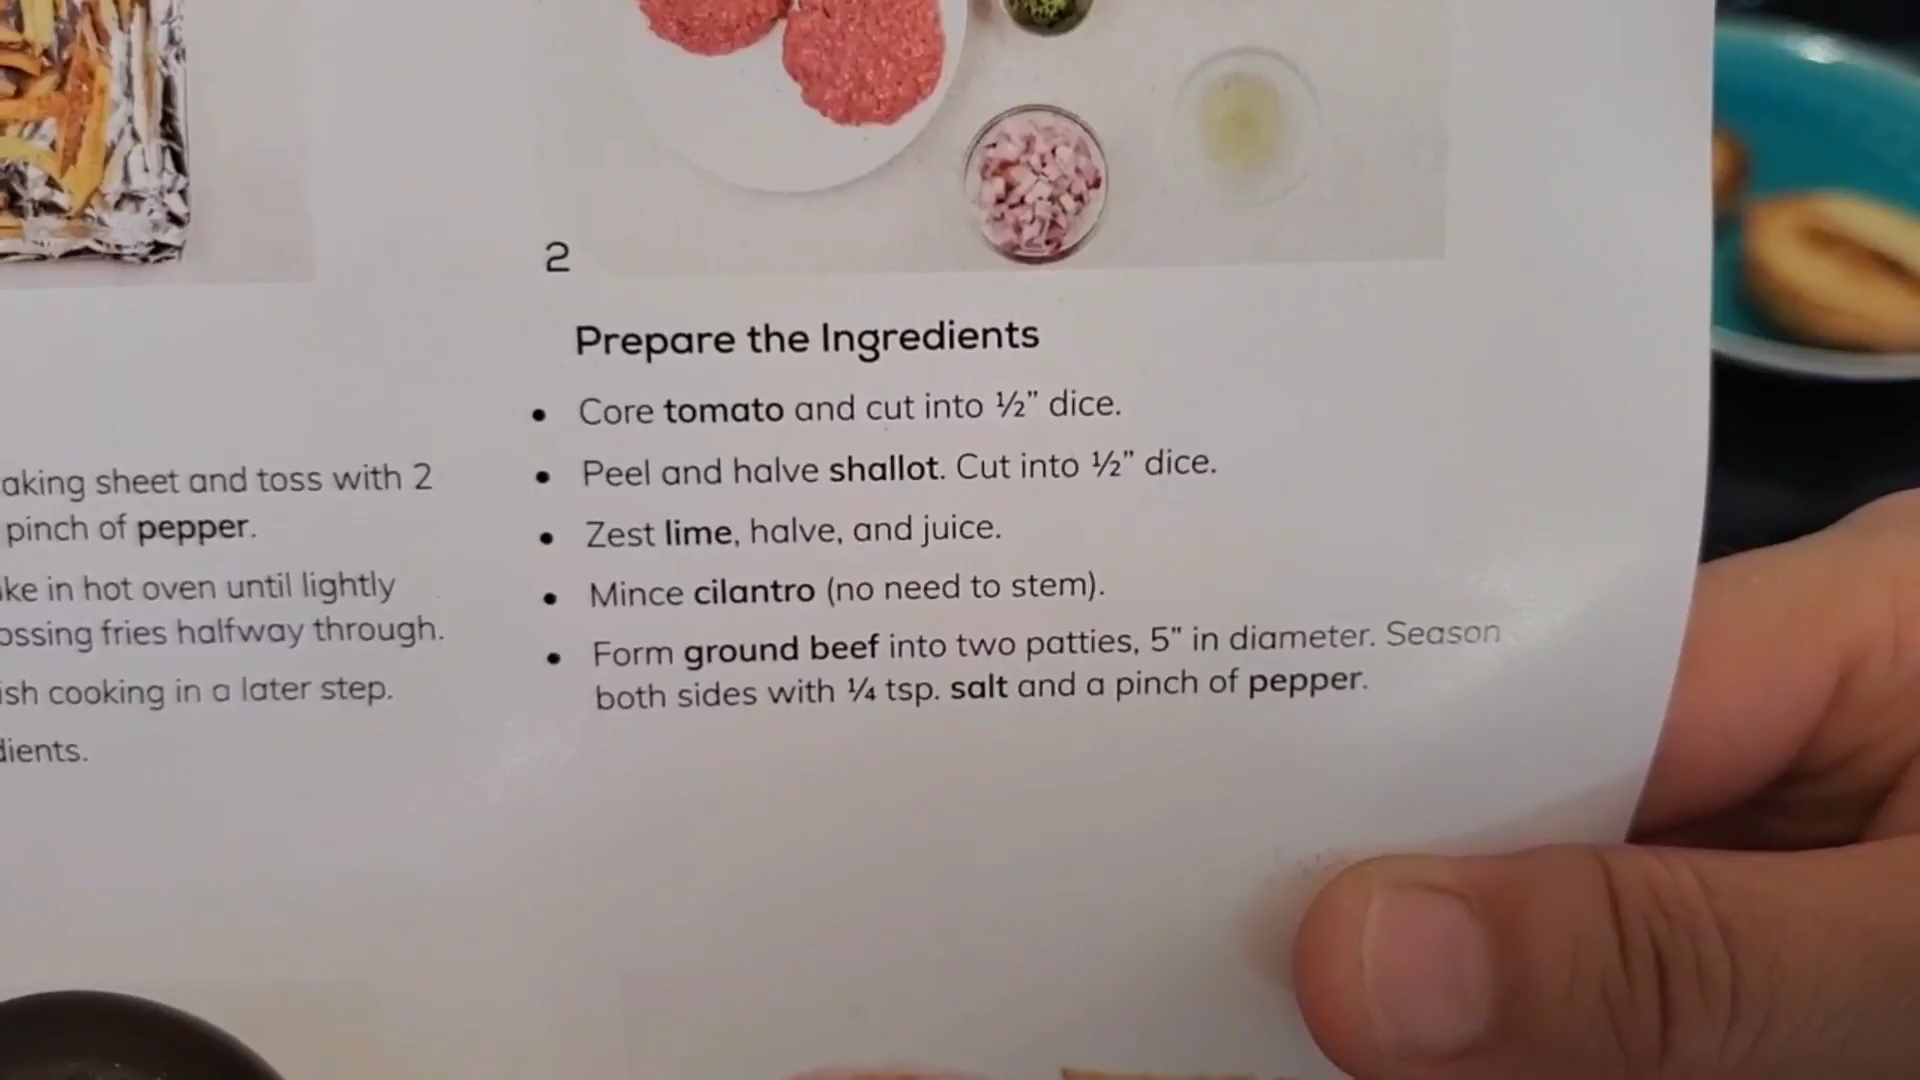 aking sheet and toss with 2
pinch of pepper.
ke in hot oven until lightly
ossing fries halfway through.
ish cooking in a later step.
dients.
2
Prepare the Ingredients
• Core tomato and cut into ½" dice.
• Peel and halve shallot. Cut into ½" dice.
• Zest lime, halve, and juice.
• Mince cilantro (no need to stem).
• Form ground beef into two patties, 5" in diameter. Season
both sides with ¼ tsp. salt and a pinch of pepper.